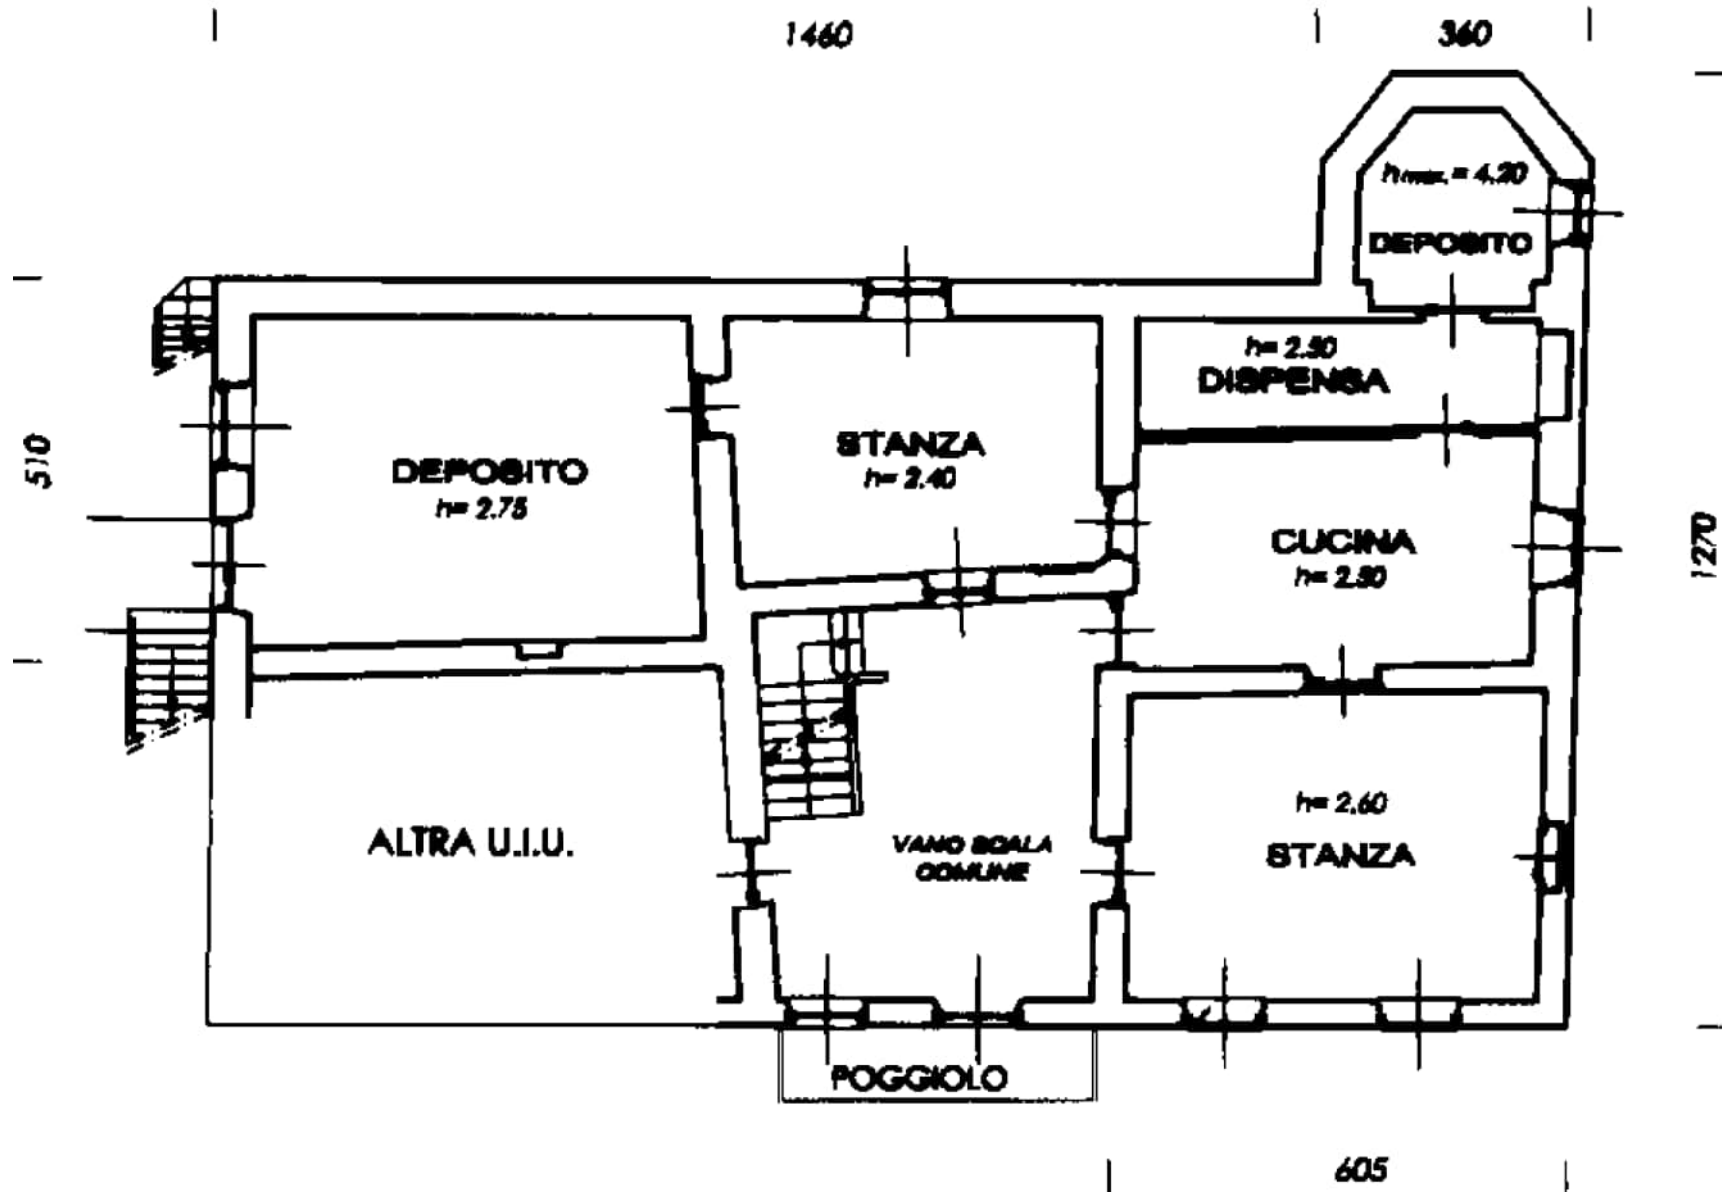 1460
360
h max. = 4.20
DEPOSITO
h= 2.50
DISPENSA
STANZA
h= 2.40
DEPOSITO
h= 2.75
510
CUCINA
h= 2.50
1270
h= 2.60
STANZA
ALTRA U.I.U.
VANO SCALA
COMUNE
POGGIOLO
605